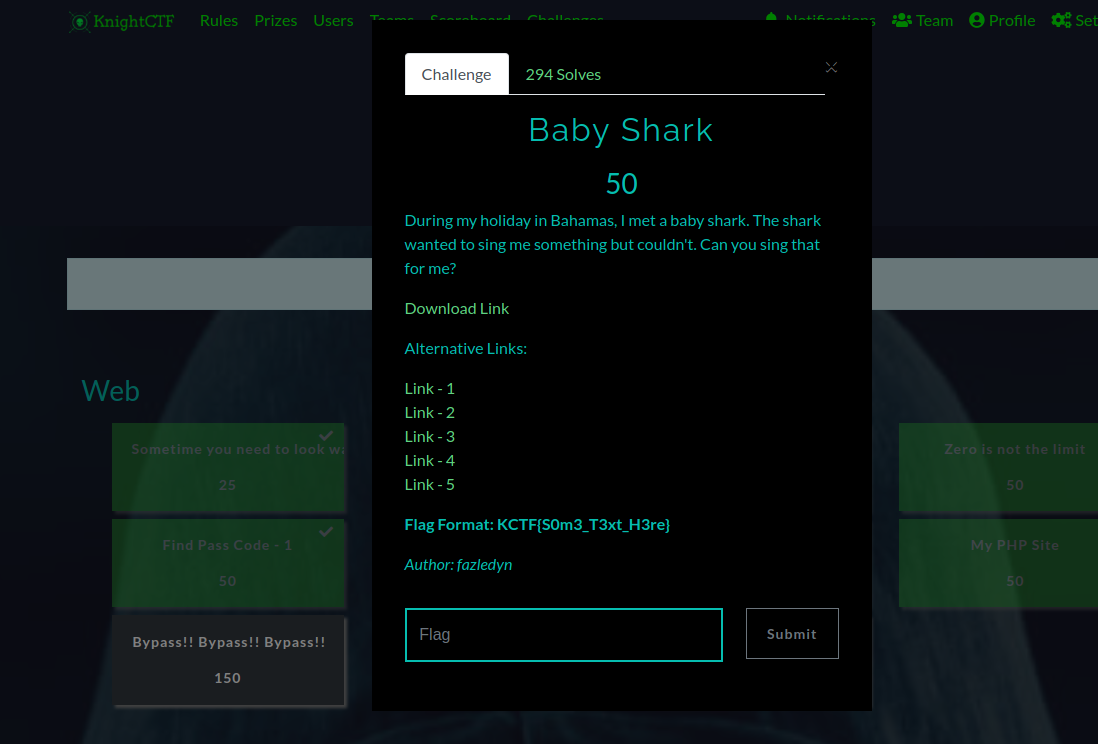 KnightCTF Rules Prizes Users Teams Scoreboard Challenges Notifications Team Profile Set
Challenge 294 Solves
Baby Shark
50
During my holiday in Bahamas, I met a baby shark. The shark
wanted to sing me something but couldn't. Can you sing that
for me?
Download Link
Alternative Links:
Link - 1
Link - 2
Link - 3
Link - 4
Link - 5
Flag Format: KCTF{S0m3_T3xt_H3re}
Author: fazledyn
Flag
Submit
Web
Sometime you need to look wa
25
Zero is not the limit
50
Find Pass Code - 1
50
My PHP Site
50
Bypass!! Bypass!! Bypass!!
150